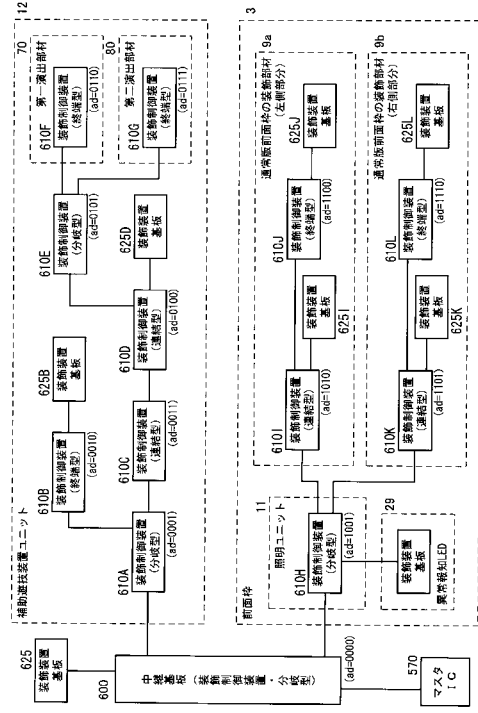 12
補助遊技装置ユニット
70
第一演出部材
610F
装飾制御装置
(終端型)
(ad=0110)
80
第二演出部材
610G
装飾制御装置
(終端型)
(ad=0111)
610E
装飾制御装置
(分岐型)
(ad=0101)
625D
装飾装置
基板
625B
装飾装置
基板
610D
装飾制御装置
(連結型)
(ad=0100)
610B
装飾制御装置
(終端型)
(ad=0010)
610C
装飾制御装置
(連結型)
(ad=0011)
610A
装飾制御装置
(分岐型)
(ad=0001)
3
前面枠
9a
通常版前面枠の装飾部材
(左側部分)
625J
装飾装置
基板
610J
装飾制御装置
(終端型)
(ad=1100)
装飾装置
基板
625I
610I
装飾制御装置
(連結型)
(ad=1010)
9b
通常版前面枠の装飾部材
(右側部分)
625L
装飾装置
基板
610L
装飾制御装置
(終端型)
(ad=1110)
装飾装置
基板
625K
610K
装飾制御装置
(連結型)
(ad=1101)
11
照明ユニット
610H
装飾制御装置
(分岐型)
(ad=1001)
29
装飾装置
基板
異常報知LED
625
装飾装置
基板
600
中継基板(装飾制御装置・分岐型)
(ad=0000)
570
マスタ
IC